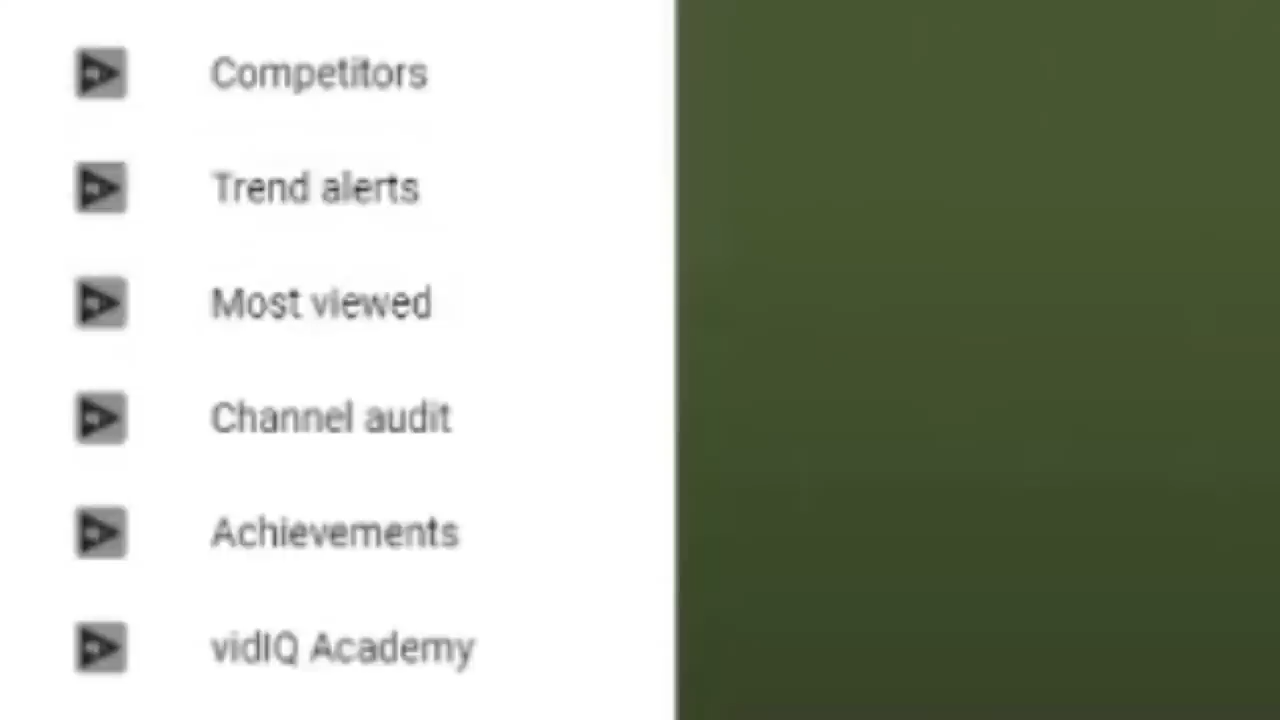 Competitors
Trend alerts
Most viewed
Channel audit
Achievements
vidIQ Academy